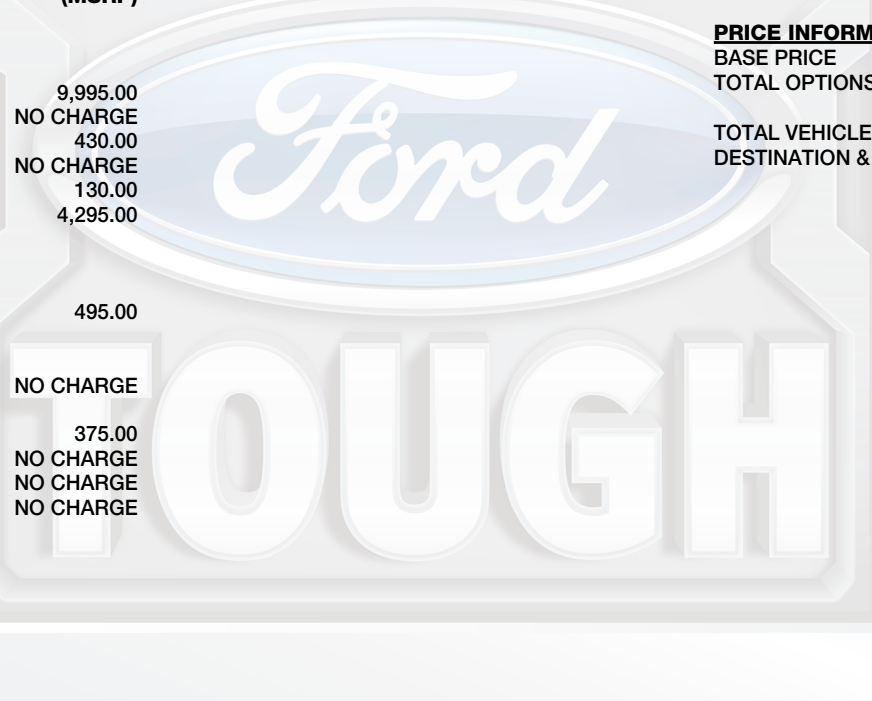 (MSRP)
9,995.00
NO CHARGE
430.00
NO CHARGE
130.00
4,295.00
495.00
NO CHARGE
375.00
NO CHARGE
NO CHARGE
NO CHARGE
PRICE INFORM
BASE PRICE
TOTAL OPTIONS
TOTAL VEHICLE
DESTINATION &
Ford
TOUGH